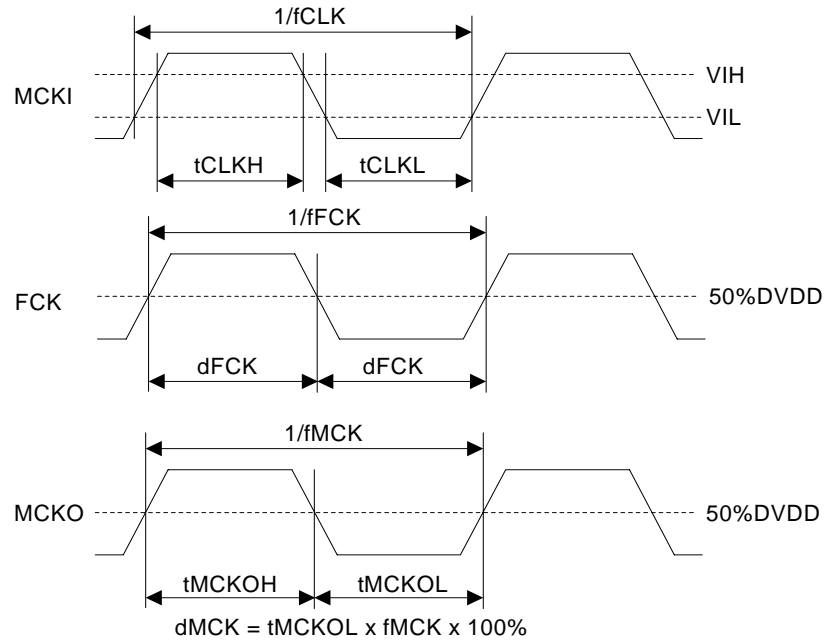 1/fCLK
VIH
MCKI
VIL
tCLKH
tCLKL
1/fFCK
FCK
50%DVDD
dFCK
dFCK
1/fMCK
MCKO
50%DVDD
tMCKOH
tMCKOL
dMCK = tMCKOL x fMCK x 100%